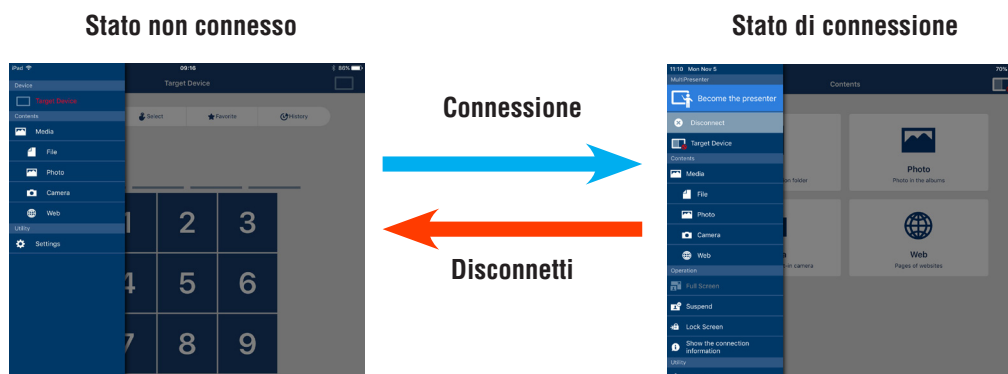 Stato non connesso
Stato di connessione
iPad
09:16
86%
Device
Target Device
Target Device
Contents
Select
Favorite
History
Media
File
Photo
Camera
Web
Utility
Settings
1
2
3
4
5
6
7
8
9
Connessione
Disconnetti
11:10 Mon Nov 5
70%
MultiPresenter
Contents
Become the presenter
Disconnect
Target Device
Contents
Media
File
Photo
Camera
Web
Operation
Full Screen
Suspend
Lock Screen
Show the connection
information
Utility
Photo
Photo in the albums
Web
Pages of websites